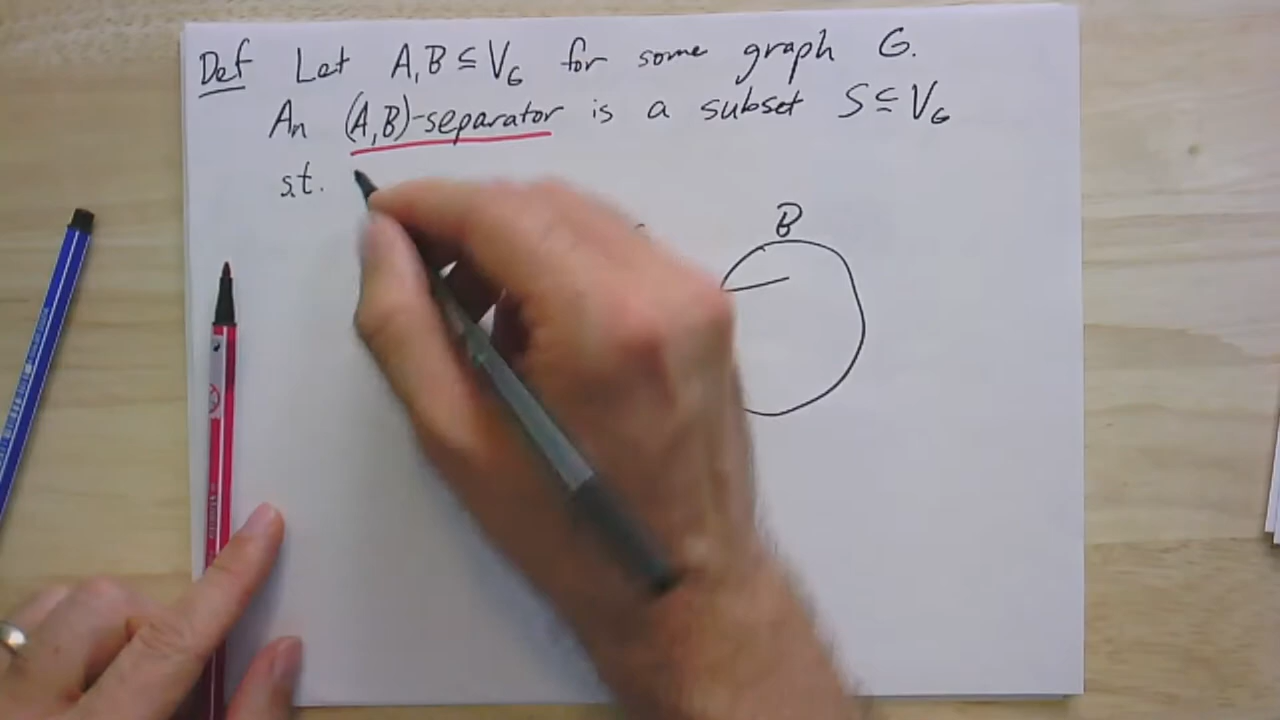 Def Let A,B ⊆ V_G for some graph G.
An (A,B)-separator is a subset S ⊆ V_G
s.t.
B